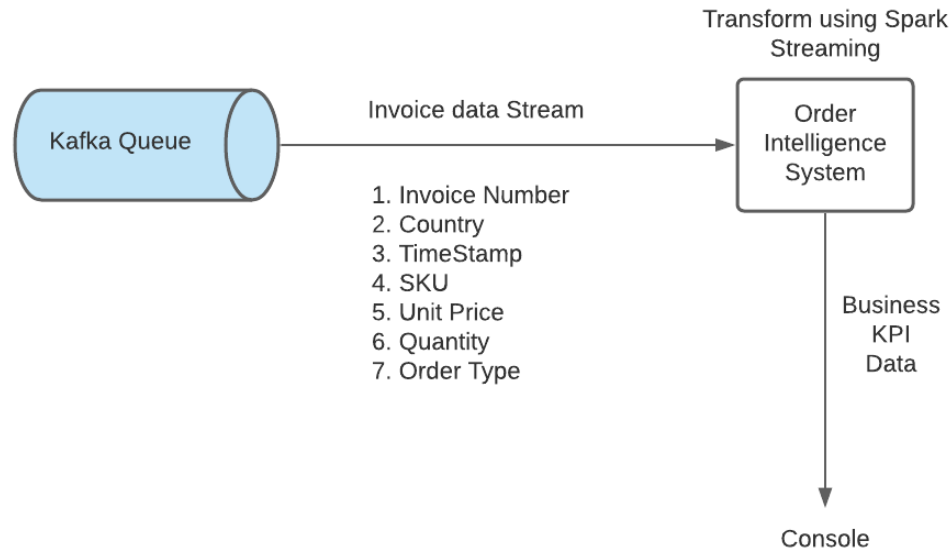 Transform using Spark
Streaming
Kafka Queue
Invoice data Stream
Order
Intelligence
System
1. Invoice Number
2. Country
3. TimeStamp
4. SKU
5. Unit Price
6. Quantity
7. Order Type
Business
KPI
Data
Console